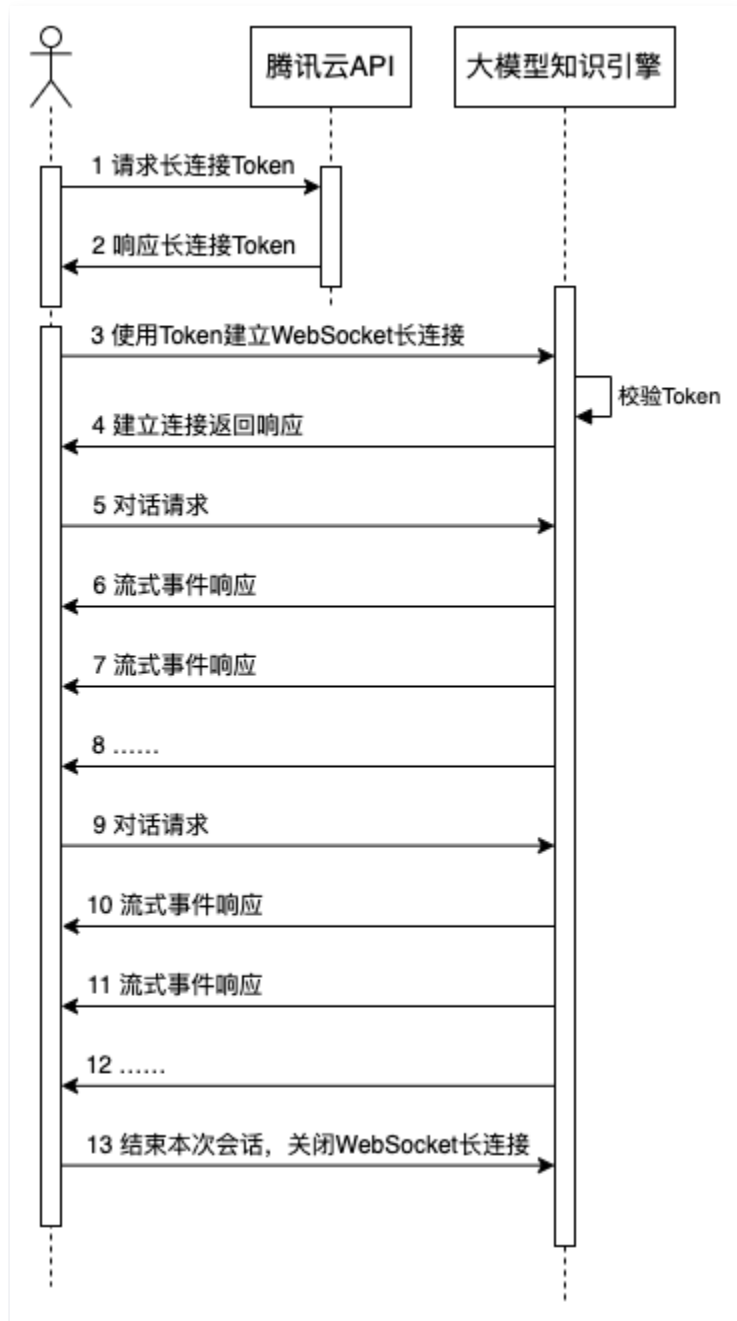 腾讯云API
大模型知识引擎
1 请求长连接Token
2 响应长连接Token
3 使用Token建立WebSocket长连接
校验Token
4 建立连接返回响应
5 对话请求
6 流式事件响应
7 流式事件响应
8 ……
9 对话请求
10 流式事件响应
11 流式事件响应
12 ……
13 结束本次会话，关闭WebSocket长连接